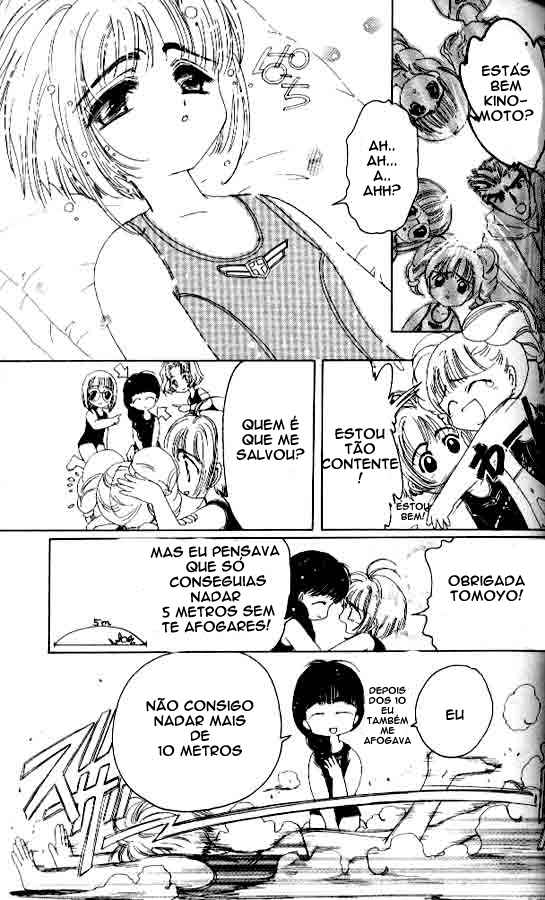 ESTÁS
BEM
KINO-
MOTO?
AH..
AH...
A..
AHH?
ESTOU
TÃO
CONTENTE
!
ESTOU
BEM!
QUEM É
QUE ME
SALVOU?
OBRIGADA
TOMOYO!
MAS EU PENSAVA
QUE SÓ
CONSEGUIAS
NADAR
5 METROS SEM
TE AFOGARES!
5m
EU
DEPOIS
DOS 10
EU
TAMBÉM
ME
AFOGAVA
NÃO CONSIGO
NADAR MAIS
DE
10 METROS